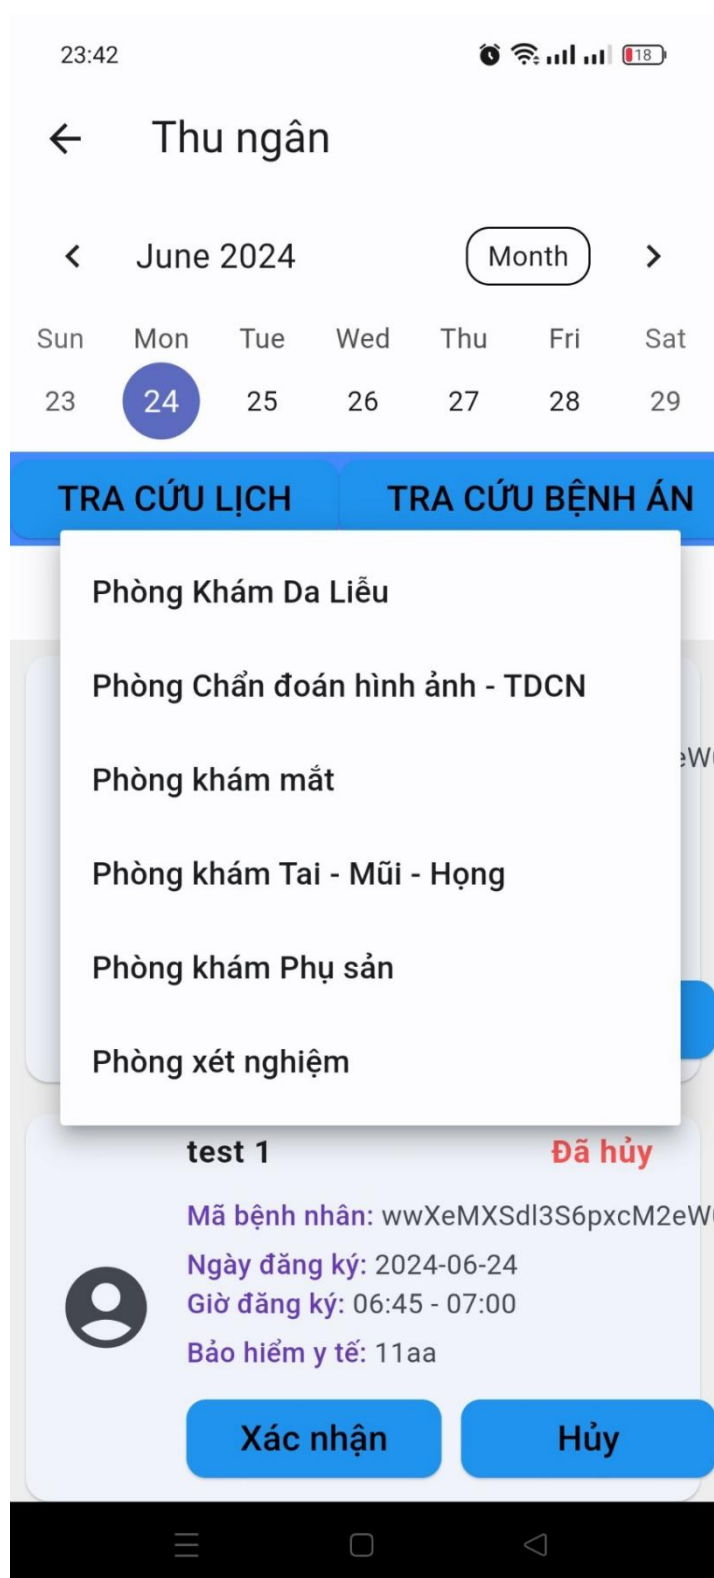 23:42
18
Thu ngân
June 2024
Month
Sun Mon Tue Wed Thu Fri Sat
23 24 25 26 27 28 29
TRA CỨU LỊCH TRA CỨU BỆNH ÁN
Phòng Khám Da Liễu
Phòng Chẩn đoán hình ảnh - TDCN
Phòng khám mắt
Phòng khám Tai - Mũi - Họng
Phòng khám Phụ sản
Phòng xét nghiệm
test 1 Đã hủy
Mã bệnh nhân: wwXeMXSdl3S6pxcM2eW
Ngày đăng ký: 2024-06-24
Giờ đăng ký: 06:45 - 07:00
Bảo hiểm y tế: 11aa
Xác nhận Hủy